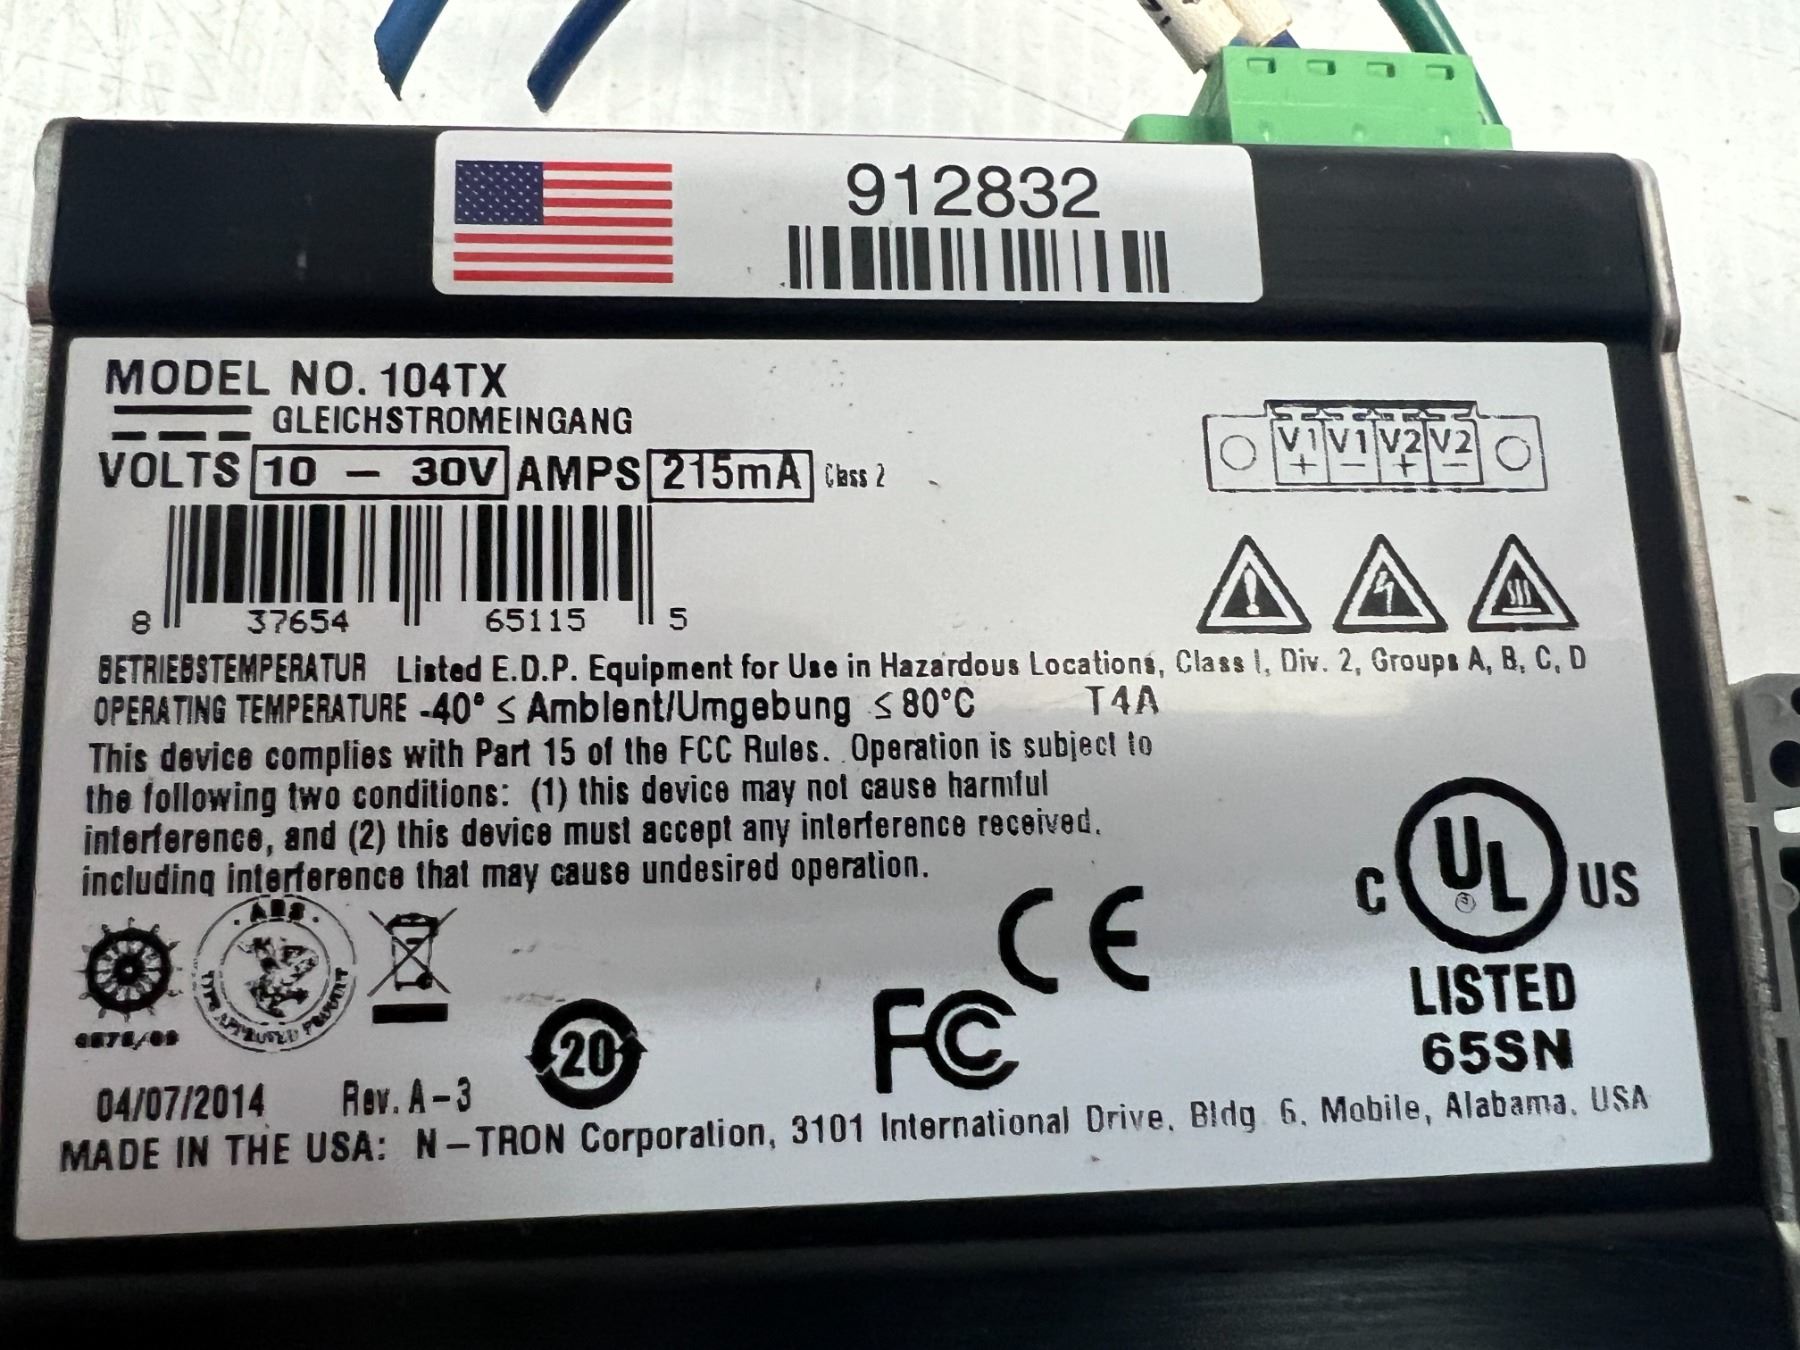 912832
MODEL NO. 104TX
GLEICHSTROMEINGANG
VOLTS 10 – 30V AMPS 215mA Class 2
V1 V1 V2 V2
+ – + –
8 37654 65115 5
BETRIEBSTEMPERATUR Listed E.D.P. Equipment for Use in Hazardous Locations, Class I, Div. 2, Groups A, B, C, D
OPERATING TEMPERATURE -40° ≤ Ambient/Umgebung ≤ 80°C T4A
This device complies with Part 15 of the FCC Rules. Operation is subject to
the following two conditions: (1) this device may not cause harmful
interference, and (2) this device must accept any interference received.
including interference that may cause undesired operation.
C UL US
LISTED
65SN
ABS
TYPE APPROVED PRODUCT
CE
FC
20
04/07/2014 Rev. A-3
MADE IN THE USA: N-TRON Corporation, 3101 International Drive, Bldg. 6, Mobile, Alabama, USA